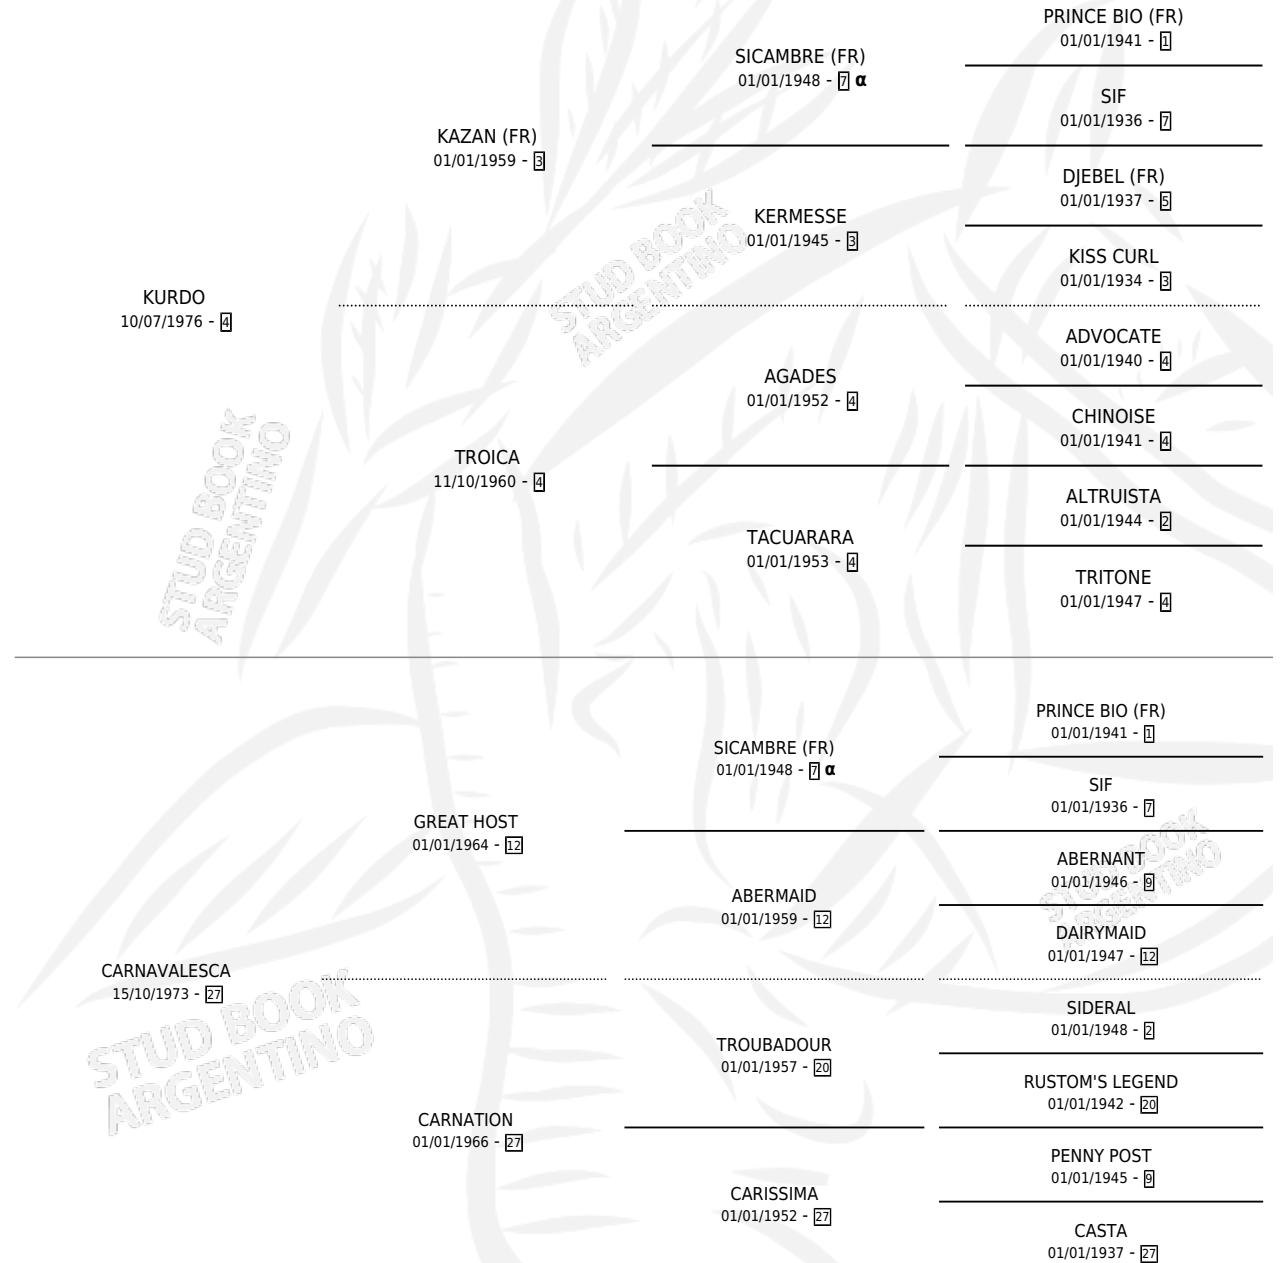 PRINCE BIO (FR)
01/01/1941 - 1
SICAMBRE (FR)
01/01/1948 - 7 α
SIF
01/01/1936 - 7
KAZAN (FR)
01/01/1959 - 3
DJEBEL (FR)
01/01/1937 - 5
KERMESSE
01/01/1945 - 3
KISS CURL
01/01/1934 - 3
KURDO
10/07/1976 - 4
ADVOCATE
01/01/1940 - 4
AGADES
01/01/1952 - 4
CHINOISE
01/01/1941 - 4
TROICA
11/10/1960 - 4
ALTRUISTA
01/01/1944 - 2
TACUARARA
01/01/1953 - 4
TRITONE
01/01/1947 - 4
PRINCE BIO (FR)
01/01/1941 - 1
SICAMBRE (FR)
01/01/1948 - 7 α
SIF
01/01/1936 - 7
GREAT HOST
01/01/1964 - 12
ABERNANT
01/01/1946 - 9
ABERMAID
01/01/1959 - 12
DAIRYMAID
01/01/1947 - 12
CARNAVALESCA
15/10/1973 - 27
SIDERAL
01/01/1948 - 2
TROUBADOUR
01/01/1957 - 20
RUSTOM'S LEGEND
01/01/1942 - 20
CARNATION
01/01/1966 - 27
PENNY POST
01/01/1945 - 9
CARISSIMA
01/01/1952 - 27
CASTA
01/01/1937 - 27
STUD BOOK
ARGENTINO
STUD BOOK
ARGENTINO
STUD BOOK
ARGENTINO
STUD BOOK
ARGENTINO